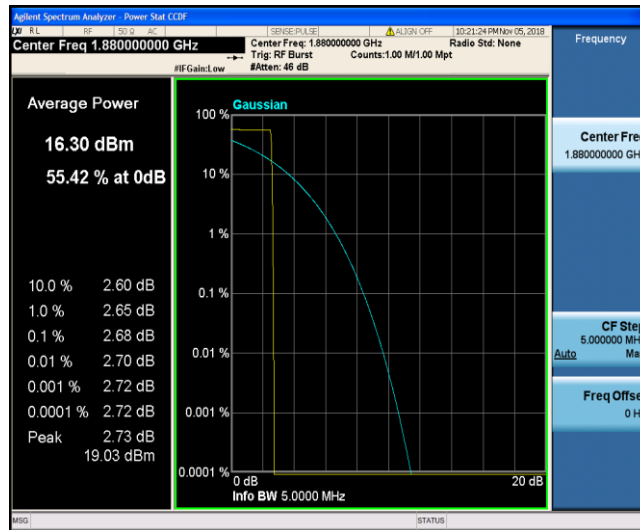 Agilent Spectrum Analyzer - Power Stat CCDF
RL RF 50 Ω AC SENSE:PULSE ALIGN OFF 10:21:24 PM Nov 05, 2018
Center Freq 1.880000000 GHz
Center Freq: 1.880000000 GHz Radio Std: None
Trig: RF Burst Counts:1.00 M/1.00 Mpt
#IFGain:Low #Atten: 46 dB
Frequency
Average Power
16.30 dBm
55.42 % at 0dB
10.0 % 2.60 dB
1.0 % 2.65 dB
0.1 % 2.68 dB
0.01 % 2.70 dB
0.001 % 2.72 dB
0.0001 % 2.72 dB
Peak 2.73 dB
19.03 dBm
Gaussian
100 %
10 %
1 %
0.1 %
0.01 %
0.001 %
0.0001 %
0 dB 20 dB
Info BW 5.0000 MHz
Center Fre
1.880000000 GH
CF Step
5.000000 MH
Auto Ma
Freq Offse
0 H
MSG STATUS